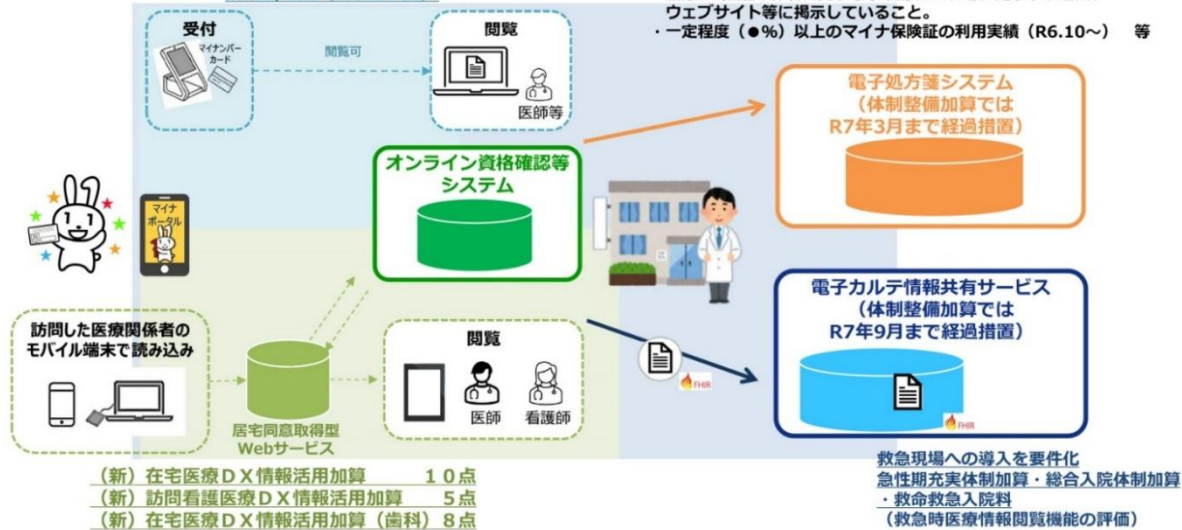 ウェブサイト等に掲示していること。
・一定程度（●％）以上のマイナ保険証の利用実績（R6.10～）　等
受付
マイナンバー
カード
閲覧可
閲覧
医師等
電子処方箋システム
（体制整備加算では
R7年3月まで経過措置）
オンライン資格確認等
システム
マイナ
ポータル
電子カルテ情報共有サービス
（体制整備加算では
R7年9月まで経過措置）
FHIR
FHIR
訪問した医療関係者の
モバイル端末で読み込み
居宅同意取得型
Webサービス
閲覧
医師　看護師
（新）在宅医療ＤＸ情報活用加算　　１０点
（新）訪問看護医療ＤＸ情報活用加算　　５点
（新）在宅医療ＤＸ情報活用加算（歯科）８点
救急現場への導入を要件化
急性期充実体制加算・総合入院体制加算
・救命救急入院料
（救急時医療情報閲覧機能の評価）